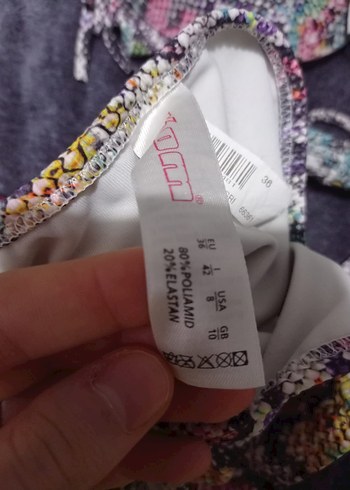 EU I USA GB
36 42 8 10
80%POLIAMID
20%ELASTAN
36